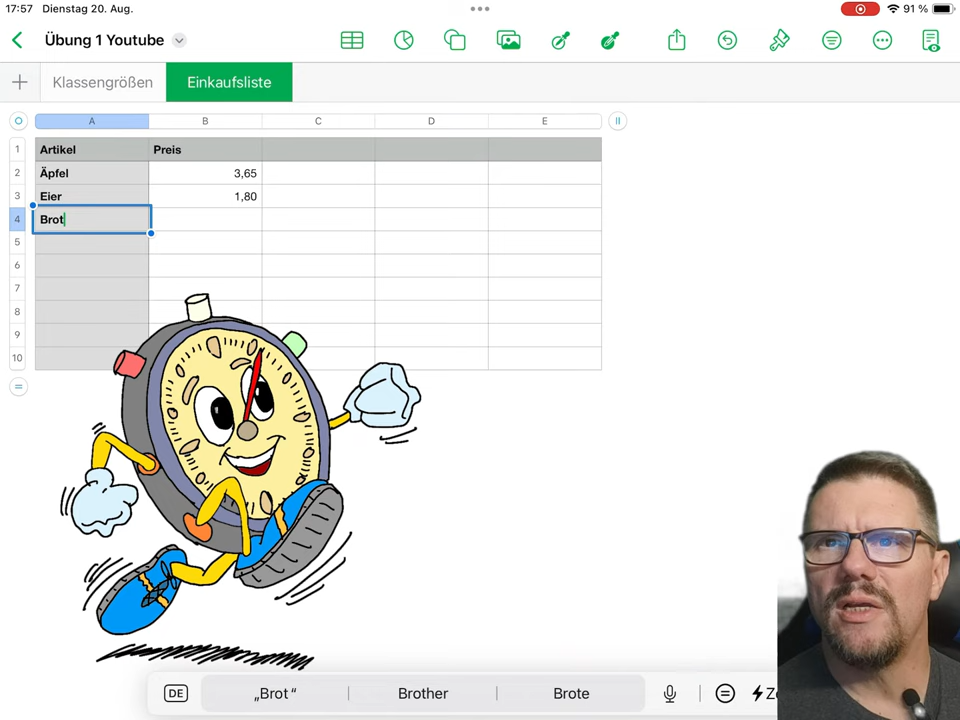 17:57 Dienstag 20. Aug.
91 %
Übung 1 Youtube
Klassengrößen
Einkaufsliste
A B C D E
1 Artikel Preis
2 Äpfel 3,65
3 Eier 1,80
4 Brot
5
6
7
8
9
10
DE „Brot“ Brother Brote